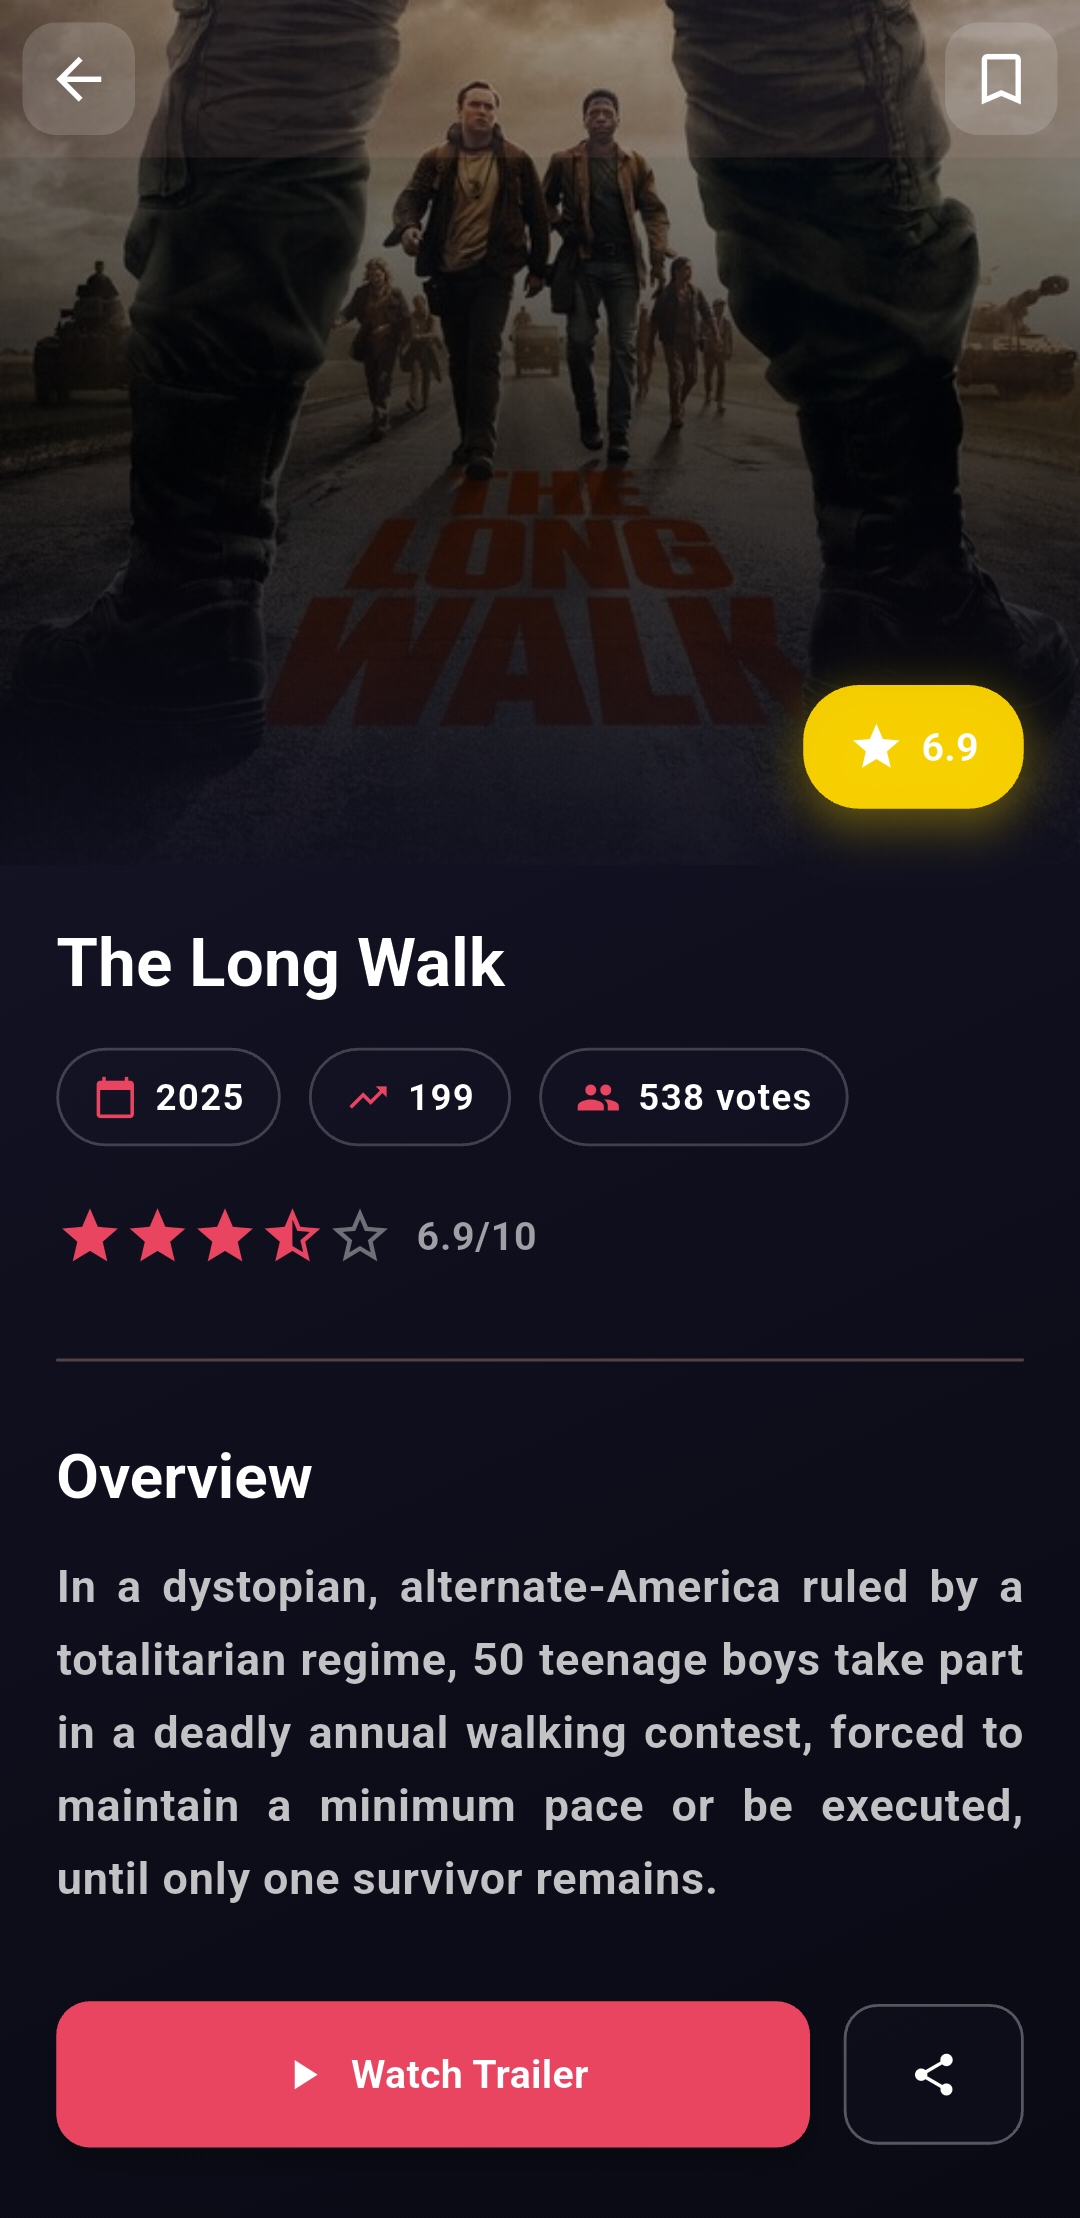 THE
LONG
WALK
6.9
The Long Walk
2025
199
538 votes
6.9/10
Overview
In a dystopian, alternate-America ruled by a
totalitarian regime, 50 teenage boys take part
in a deadly annual walking contest, forced to
maintain a minimum pace or be executed,
until only one survivor remains.
Watch Trailer